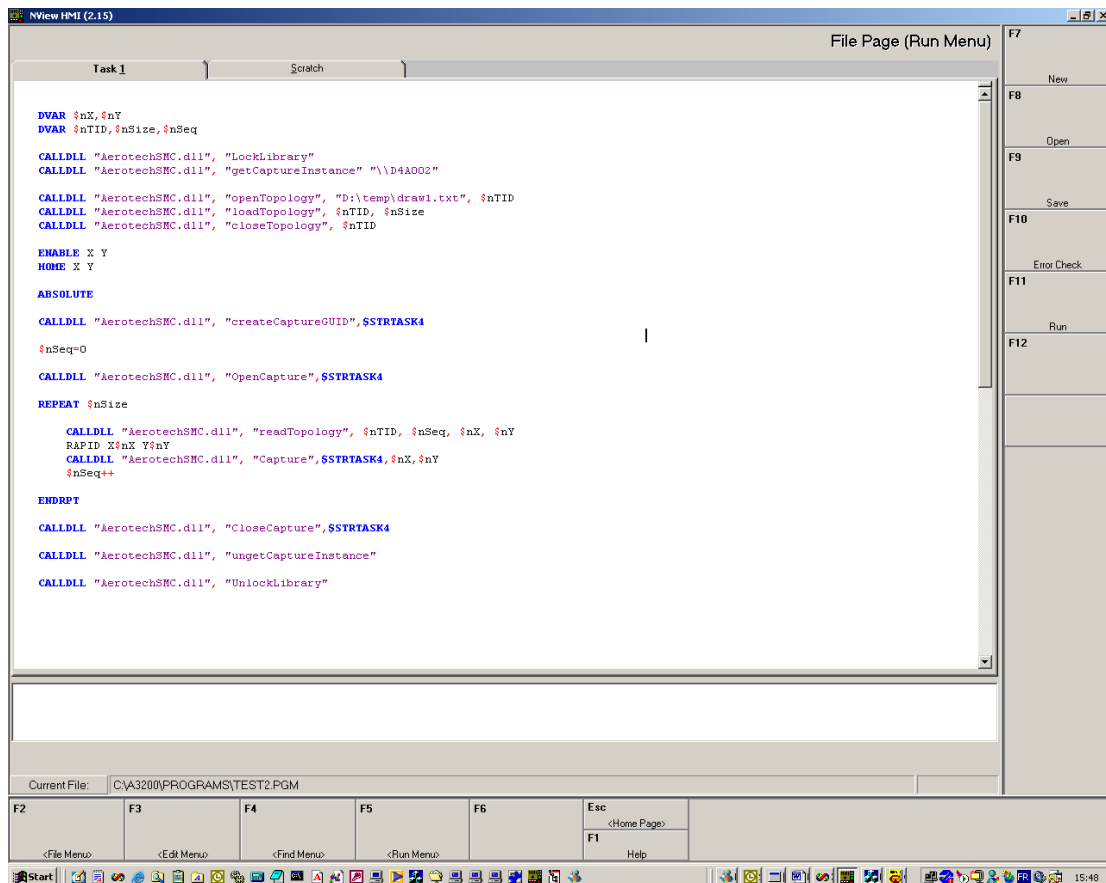 NView HMI (2.15)
File Page (Run Menu)
Task 1
Scratch
DVAR $nX,$nY
DVAR $nTID,$nSize,$nSeq
CALLDLL "AerotechSMC.dll", "LockLibrary"
CALLDLL "AerotechSMC.dll", "getCaptureInstance" "\\D4A002"
CALLDLL "AerotechSMC.dll", "openTopology", "D:\temp\draw1.txt", $nTID
CALLDLL "AerotechSMC.dll", "loadTopology", $nTID, $nSize
CALLDLL "AerotechSMC.dll", "closeTopology", $nTID
ENABLE X Y
HOME X Y
ABSOLUTE
CALLDLL "AerotechSMC.dll", "createCaptureGUID",$STRTASK4
$nSeq=0
CALLDLL "AerotechSMC.dll", "OpenCapture",$STRTASK4
REPEAT $nSize
CALLDLL "AerotechSMC.dll", "readTopology", $nTID, $nSeq, $nX, $nY
RAPID X$nX Y$nY
CALLDLL "AerotechSMC.dll", "Capture",$STRTASK4,$nX,$nY
$nSeq++
ENDRPT
CALLDLL "AerotechSMC.dll", "CloseCapture",$STRTASK4
CALLDLL "AerotechSMC.dll", "ungetCaptureInstance"
CALLDLL "AerotechSMC.dll", "UnlockLibrary"
F7
New
F8
Open
F9
Save
F10
Error Check
F11
Run
F12
Current File: C:\A3200\PROGRAMS\TEST2.PGM
F2
<File Menu>
F3
<Edit Menu>
F4
<Find Menu>
F5
<Run Menu>
F6
Esc
<Home Page>
F1
Help
Start
FR
15:48